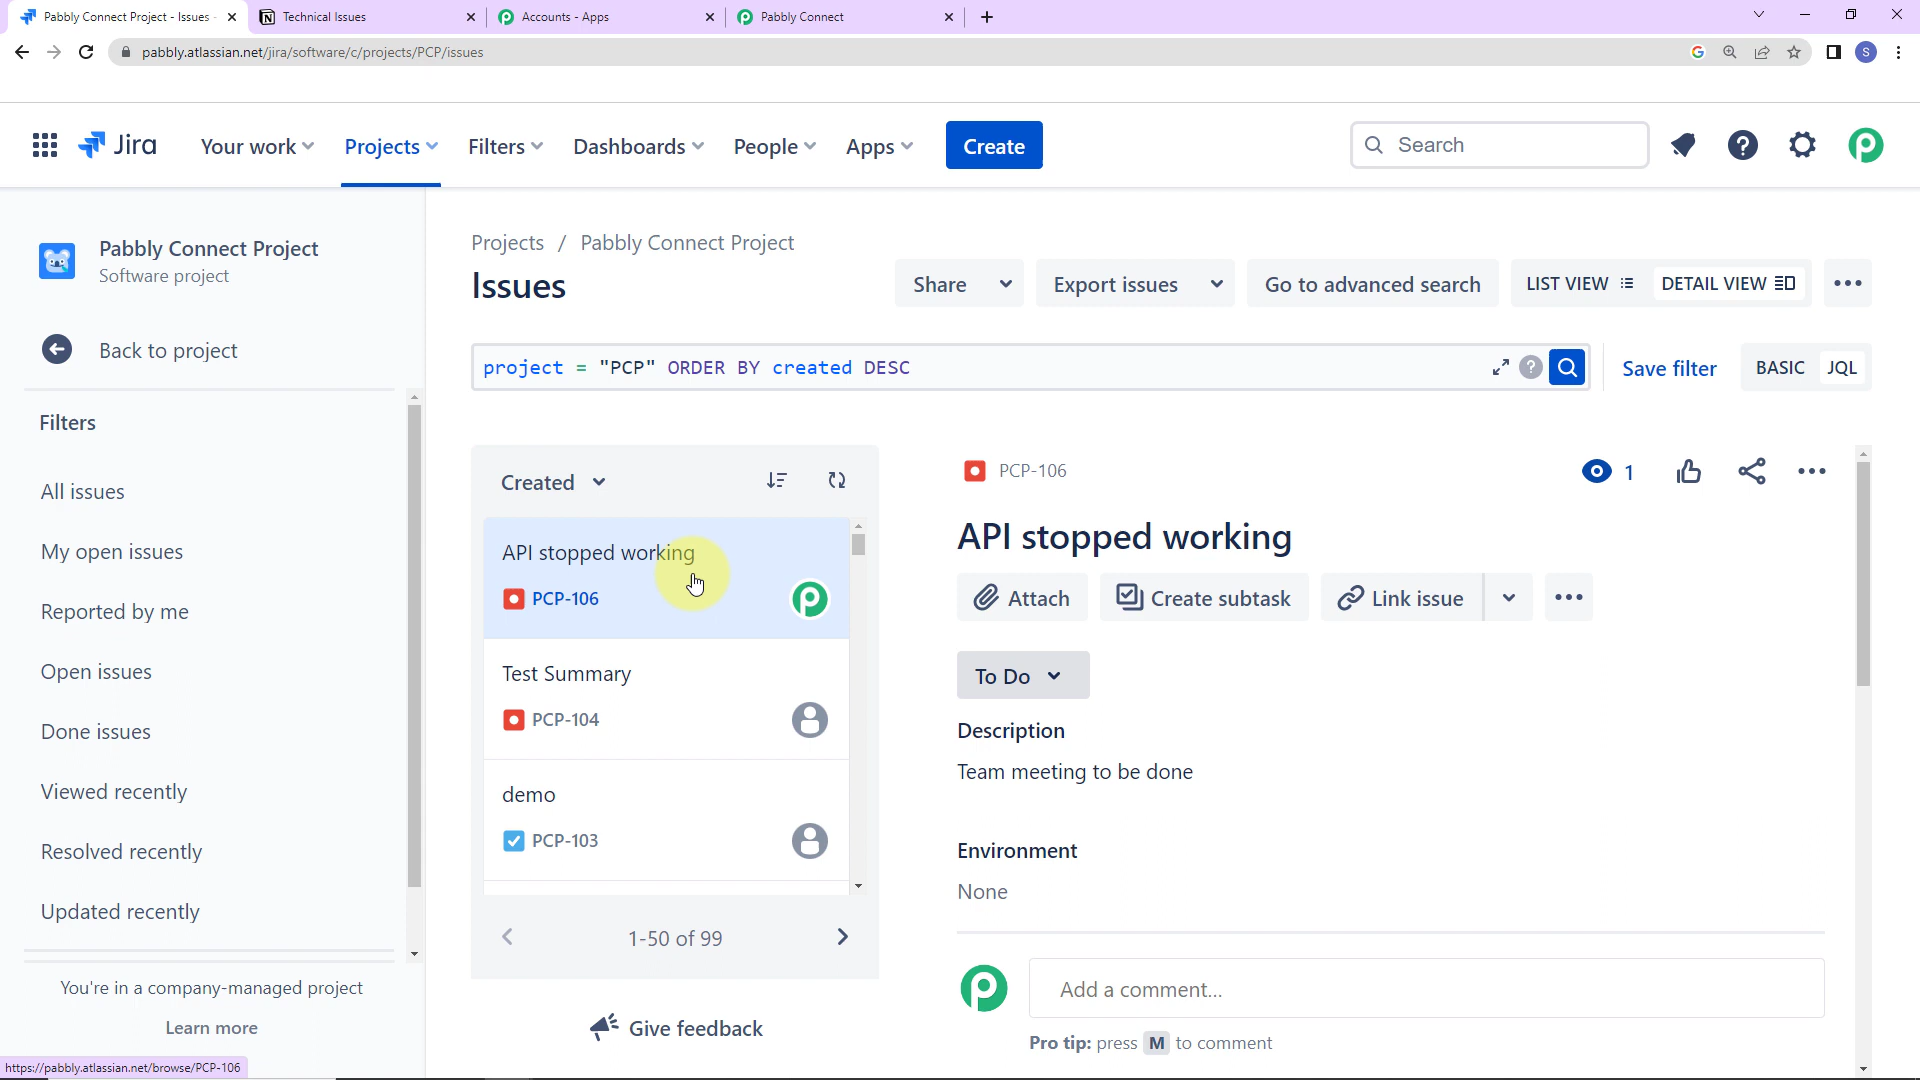 Pabbly Connect Project - Issues
Technical Issues
Accounts - Apps
Pabbly Connect
pabbly.atlassian.net/jira/software/c/projects/PCP/issues
S
Jira
Your work
Projects
Filters
Dashboards
People
Apps
Create
Search
Pabbly Connect Project
Software project
Back to project
Filters
All issues
My open issues
Reported by me
Open issues
Done issues
Viewed recently
Resolved recently
Updated recently
You're in a company-managed project
Learn more
https://pabbly.atlassian.net/browse/PCP-106
Projects / Pabbly Connect Project
Issues
Share
Export issues
Go to advanced search
LIST VIEW
DETAIL VIEW
project = "PCP" ORDER BY created DESC
Save filter
BASIC
JQL
Created
API stopped working
PCP-106
Test Summary
PCP-104
demo
PCP-103
1-50 of 99
Give feedback
PCP-106
1
API stopped working
Attach
Create subtask
Link issue
To Do
Description
Team meeting to be done
Environment
None
Add a comment...
Pro tip: press M to comment